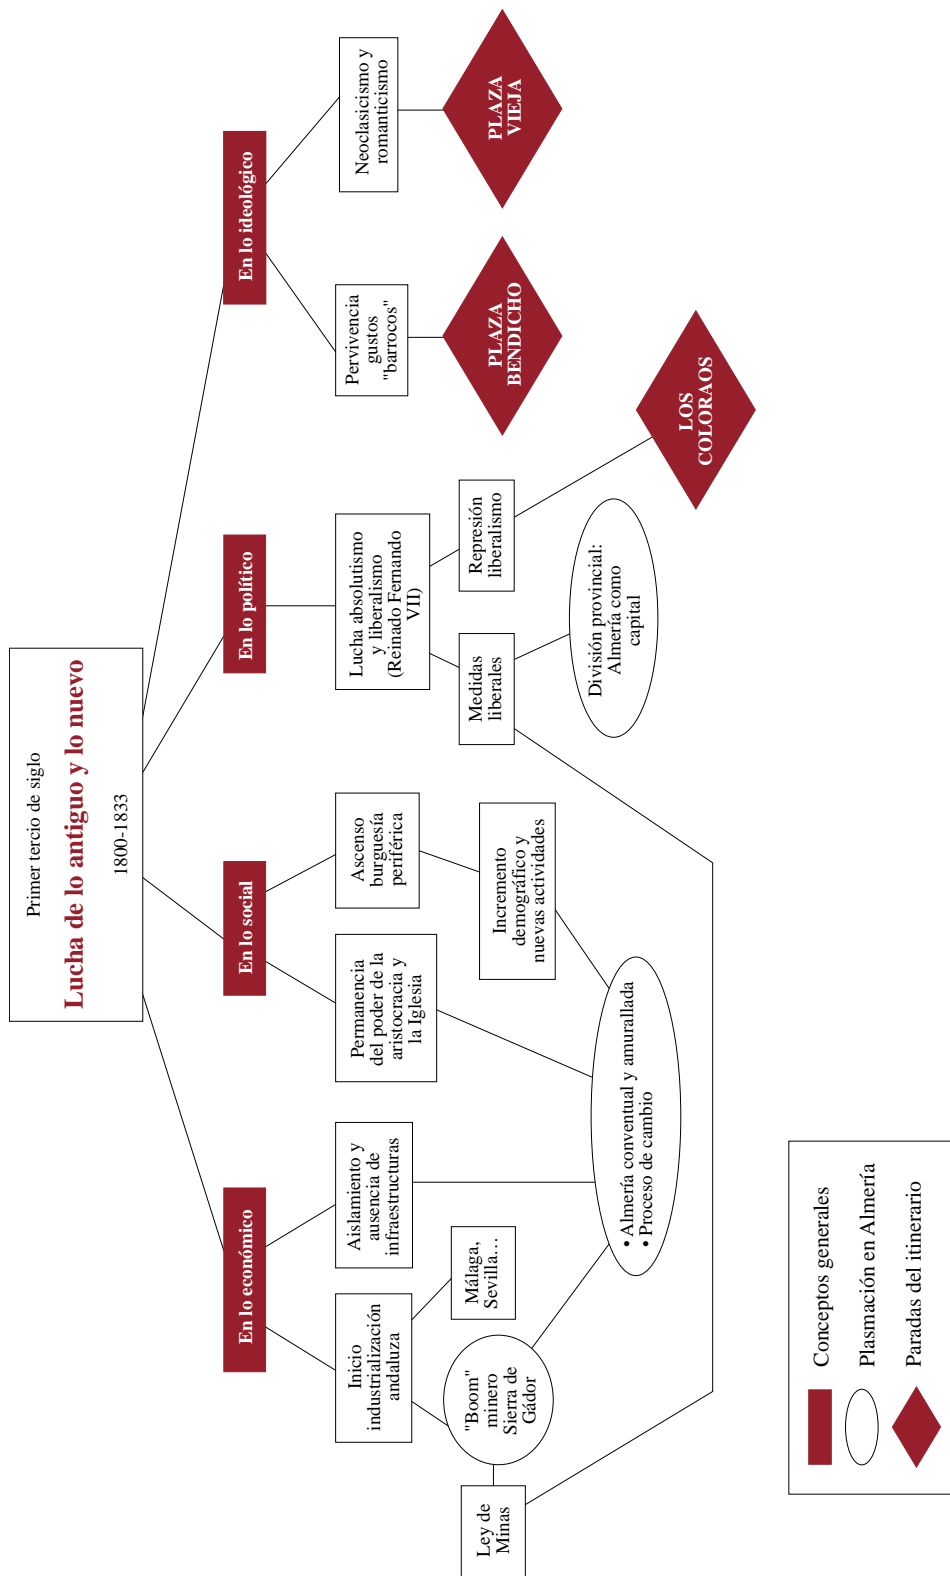 Primer tercio de siglo
Lucha de lo antiguo y lo nuevo
1800-1833
En lo económico
En lo social
En lo político
En lo ideológico
Inicio
industrialización
andaluza
Aislamiento y
ausencia de
infraestructuras
Permanencia
del poder de la
aristocracia y
la Iglesia
Ascenso
burguesía
periférica
Lucha absolutismo
y liberalismo
(Reinado Fernando
VII)
Pervivencia
gustos
"barrocos"
Neoclasicismo y
romanticismo
Ley de
Minas
"Boom"
minero
Sierra de
Gádor
Málaga,
Sevilla…
Incremento
demográfico y
nuevas actividades
Medidas
liberales
Represión
liberalismo
PLAZA
BENDICHO
PLAZA
VIEJA
• Almería conventual y amurallada
• Proceso de cambio
División provincial:
Almería como
capital
LOS
COLORAOS
Conceptos generales
Plasmación en Almería
Paradas del itinerario